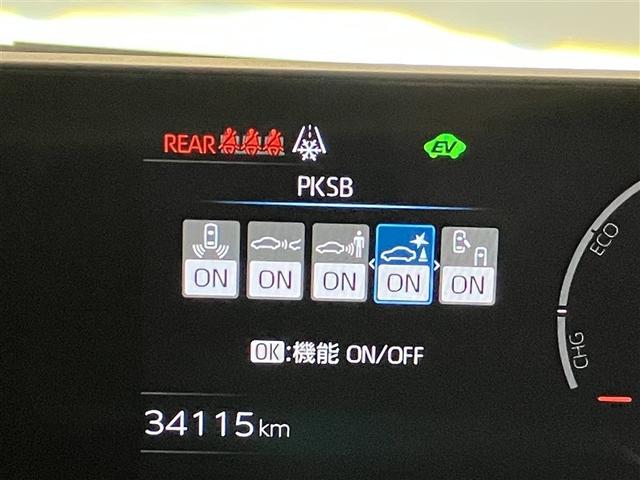 REAR
EV
PKSB
ON ON ON ON ON
OK:機能 ON/OFF
ECO
CHG
34115km